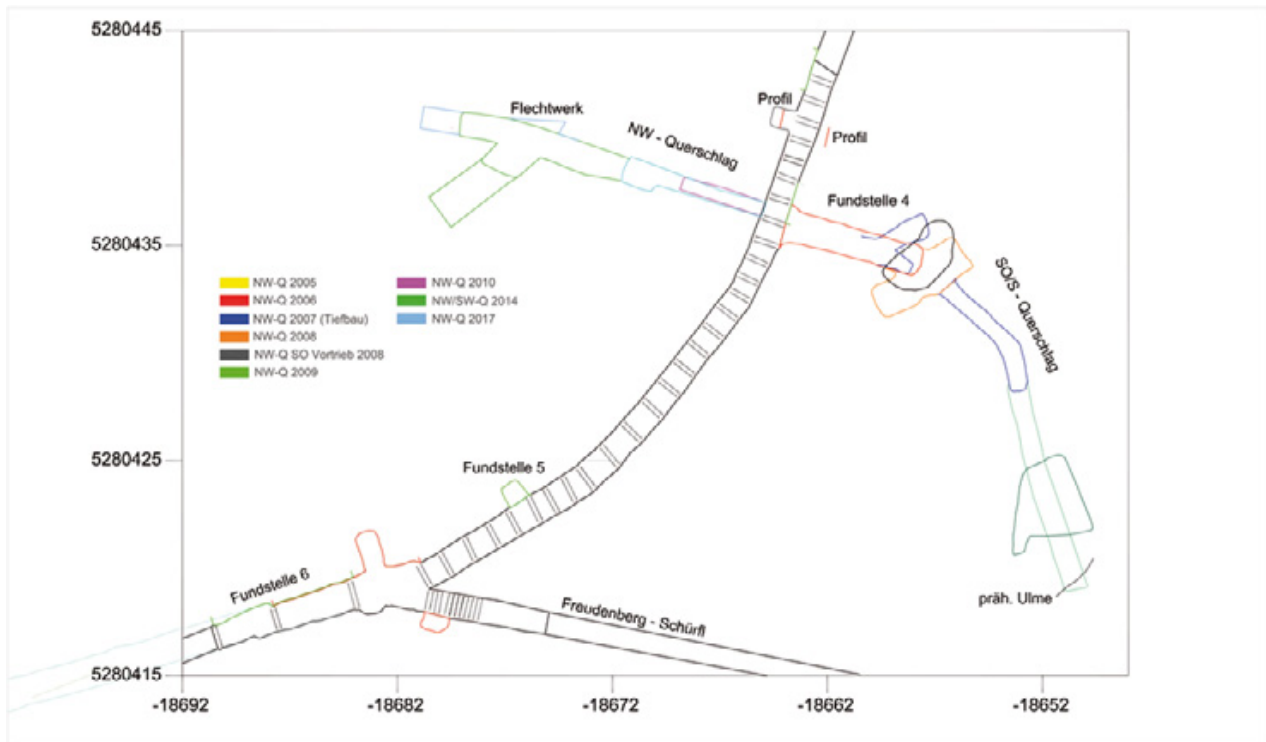 5280445
Flechtwerk
Profil
NW - Querschlag
Profil
Fundstelle 4
5280435
SO/S - Querschlag
NW-Q 2005
NW-Q 2006
NW-Q 2007 (Tiefbau)
NW-Q 2008
NW-Q SO Vortrieb 2008
NW-Q 2009
NW-Q 2010
NW/SW-Q 2014
NW-Q 2017
5280425
Fundstelle 5
Fundstelle 6
Freudenberg - Schürfl
präh. Ulme
5280415
-18692
-18682
-18672
-18662
-18652